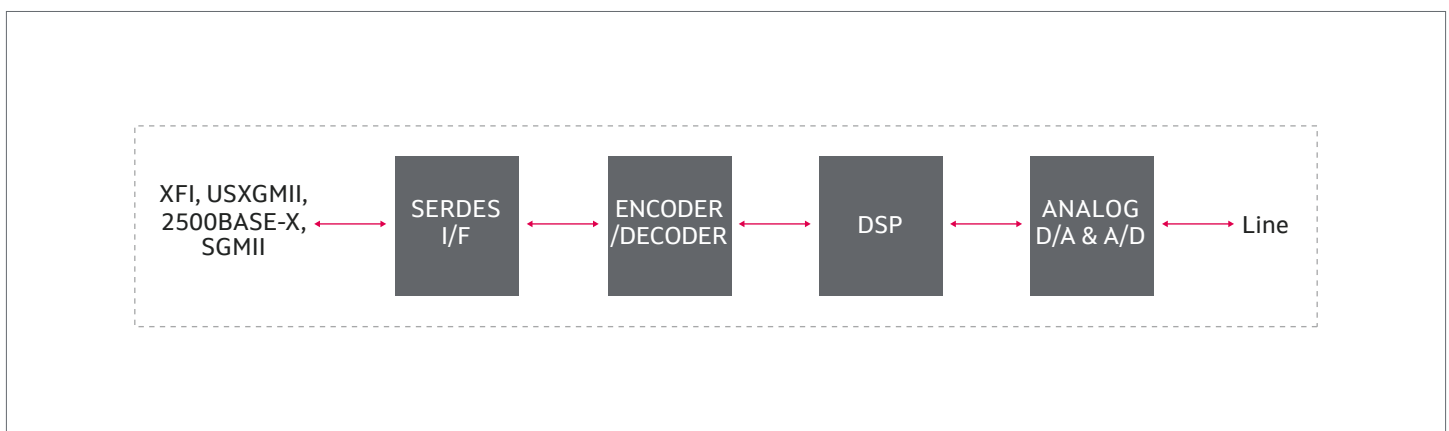 XFI, USXGMII,
2500BASE-X,
SGMII
SERDES
I/F
ENCODER
/DECODER
DSP
ANALOG
D/A & A/D
Line